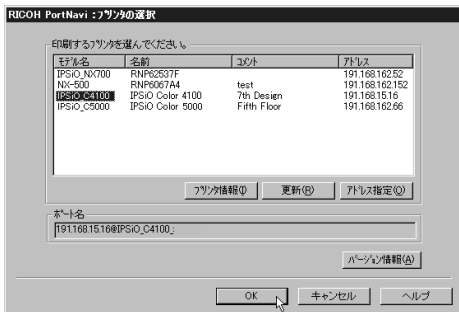 RICOH PortNavi : プリンタの選択
印刷するプリンタを選んでください。
モデル名 名前 コメント アドレス
IPSiO_NX700 RNP62537F 191.168.162.52
NX-500 RNP6067A4 test 191.168.162.152
IPSiO_C4100 IPSiO Color 4100 7th Design 191.168.15.16
IPSiO_C5000 IPSiO Color 5000 Fifth Floor 191.168.162.66
プリンタ情報(I) 更新(R) アドレス指定(Q)
ポート名
191.168.15.16@IPSiO_C4100_:
バージョン情報(A)
OK キャンセル ヘルプ